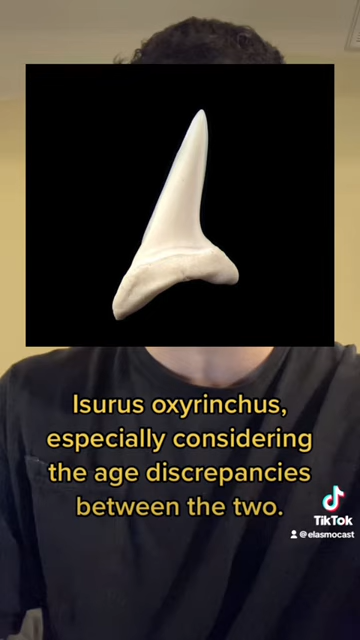 Isurus oxyrinchus,
especially considering
the age discrepancies
between the two.
TikTok
@elasmocast